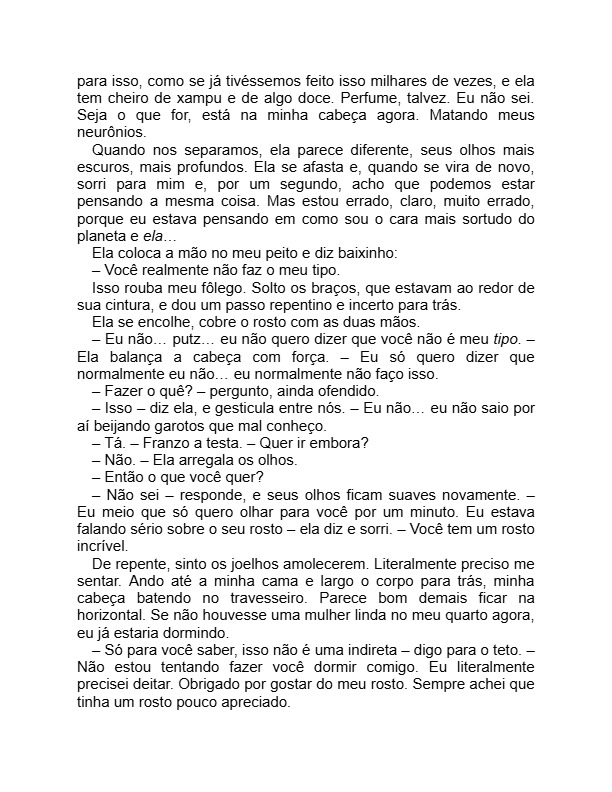 para isso, como se já tivéssemos feito isso milhares de vezes, e ela
tem cheiro de xampu e de algo doce. Perfume, talvez. Eu não sei.
Seja o que for, está na minha cabeça agora. Matando meus
neurônios.
Quando nos separamos, ela parece diferente, seus olhos mais
escuros, mais profundos. Ela se afasta e, quando se vira de novo,
sorri para mim e, por um segundo, acho que podemos estar
pensando a mesma coisa. Mas estou errado, claro, muito errado,
porque eu estava pensando em como sou o cara mais sortudo do
planeta e ela…
Ela coloca a mão no meu peito e diz baixinho:
– Você realmente não faz o meu tipo.
Isso rouba meu fôlego. Solto os braços, que estavam ao redor de
sua cintura, e dou um passo repentino e incerto para trás.
Ela se encolhe, cobre o rosto com as duas mãos.
– Eu não… putz… eu não quero dizer que você não é meu tipo. –
Ela balança a cabeça com força. – Eu só quero dizer que
normalmente eu não… eu normalmente não faço isso.
– Fazer o quê? – pergunto, ainda ofendido.
– Isso – diz ela, e gesticula entre nós. – Eu não… eu não saio por
aí beijando garotos que mal conheço.
– Tá. – Franzo a testa. – Quer ir embora?
– Não. – Ela arregala os olhos.
– Então o que você quer?
– Não sei – responde, e seus olhos ficam suaves novamente. –
Eu meio que só quero olhar para você por um minuto. Eu estava
falando sério sobre o seu rosto – ela diz e sorri. – Você tem um rosto
incrível.
De repente, sinto os joelhos amolecerem. Literalmente preciso me
sentar. Ando até a minha cama e largo o corpo para trás, minha
cabeça batendo no travesseiro. Parece bom demais ficar na
horizontal. Se não houvesse uma mulher linda no meu quarto agora,
eu já estaria dormindo.
– Só para você saber, isso não é uma indireta – digo para o teto. –
Não estou tentando fazer você dormir comigo. Eu literalmente
precisei deitar. Obrigado por gostar do meu rosto. Sempre achei que
tinha um rosto pouco apreciado.